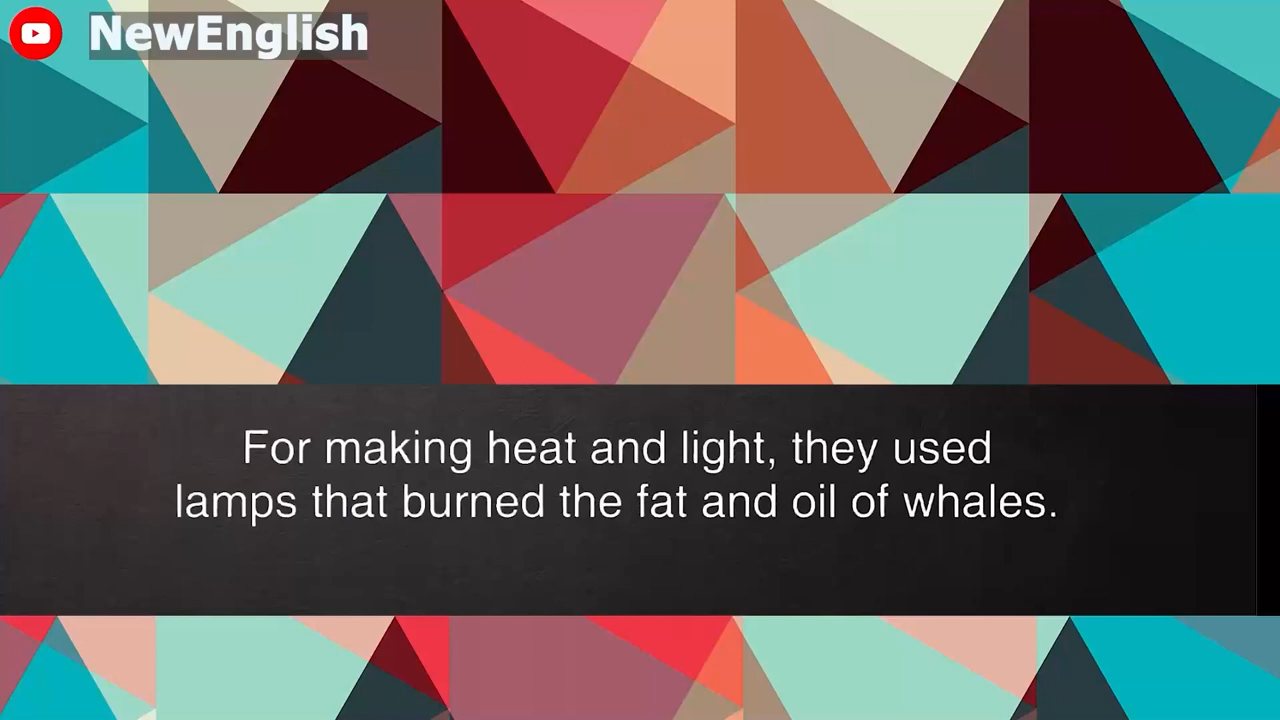 NewEnglish
For making heat and light, they used
lamps that burned the fat and oil of whales.